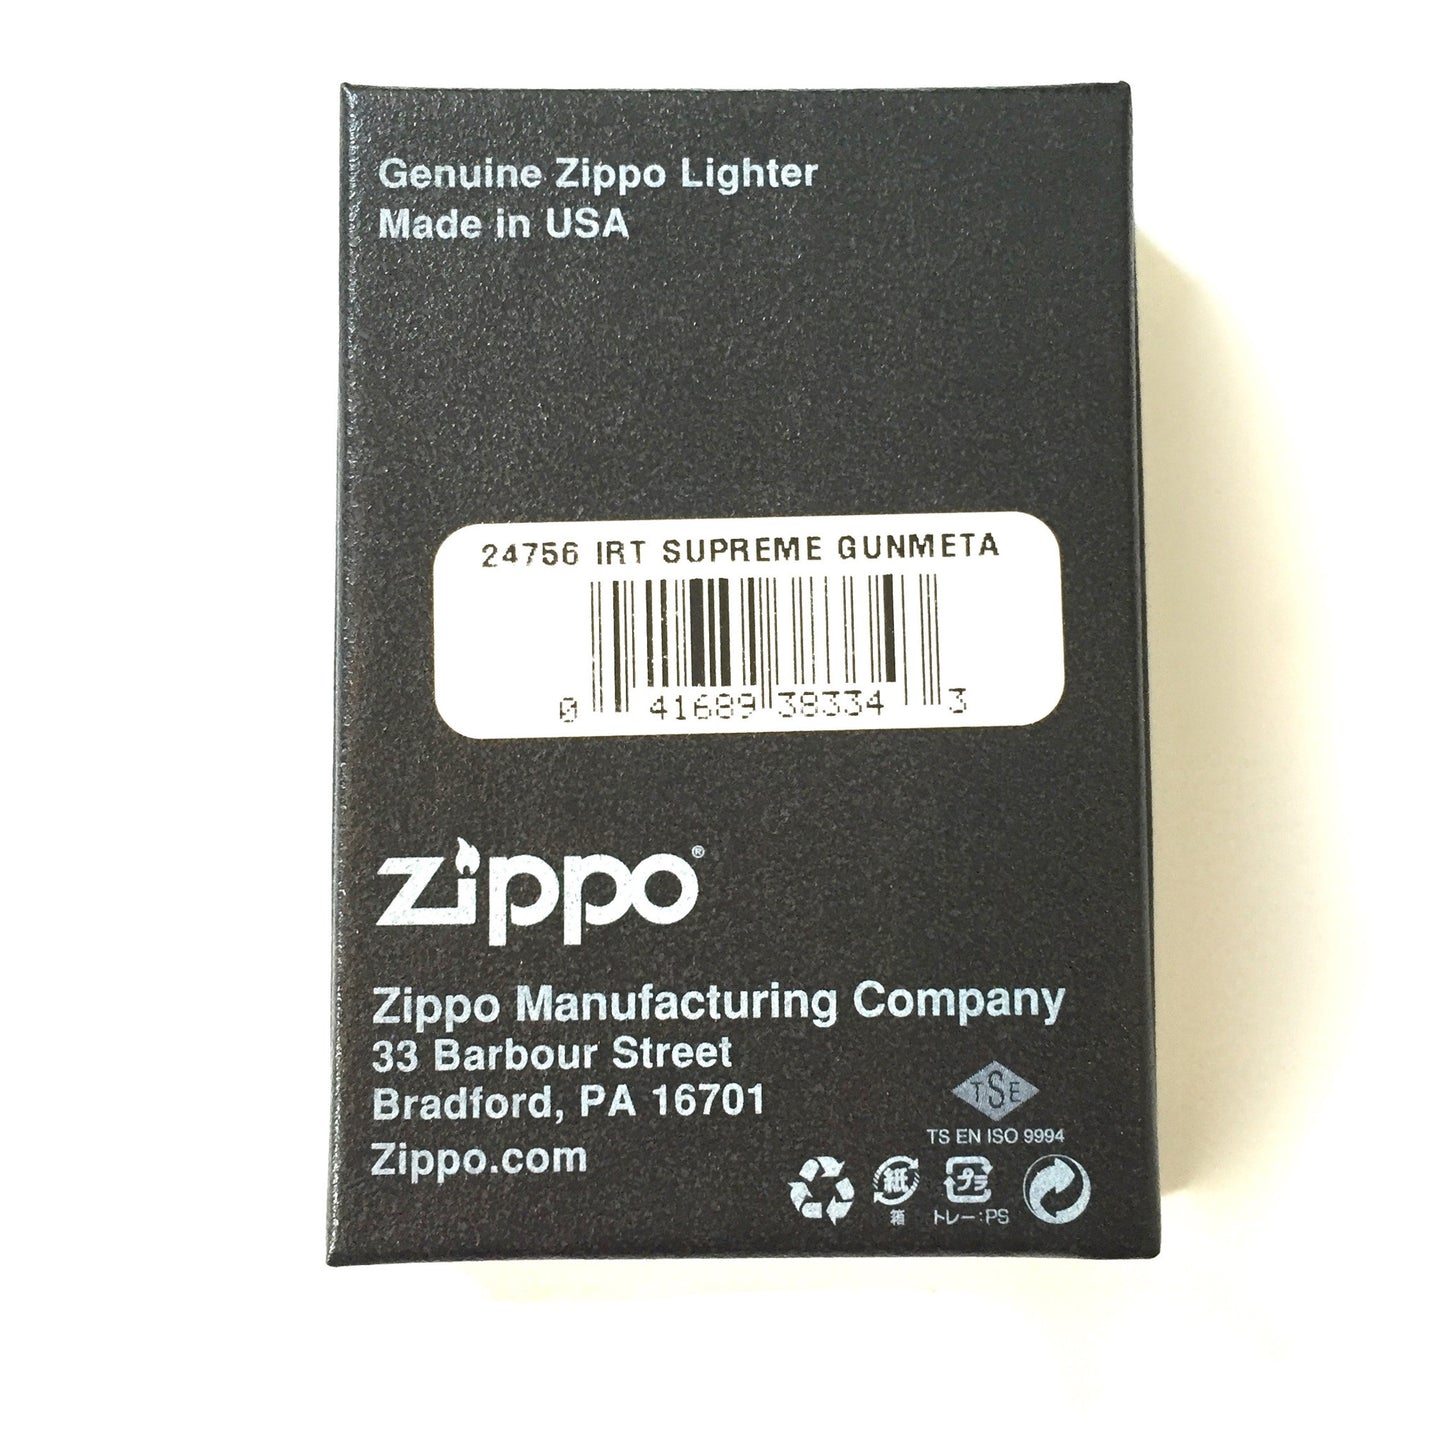 Genuine Zippo Lighter
Made in USA
24756 IRT SUPREME GUNMETA
0 41689 38334 3
zippo®
Zippo Manufacturing Company
33 Barbour Street
Bradford, PA 16701
Zippo.com
TSE
TS EN ISO 9994
紙 プラ
箱 トレー:PS